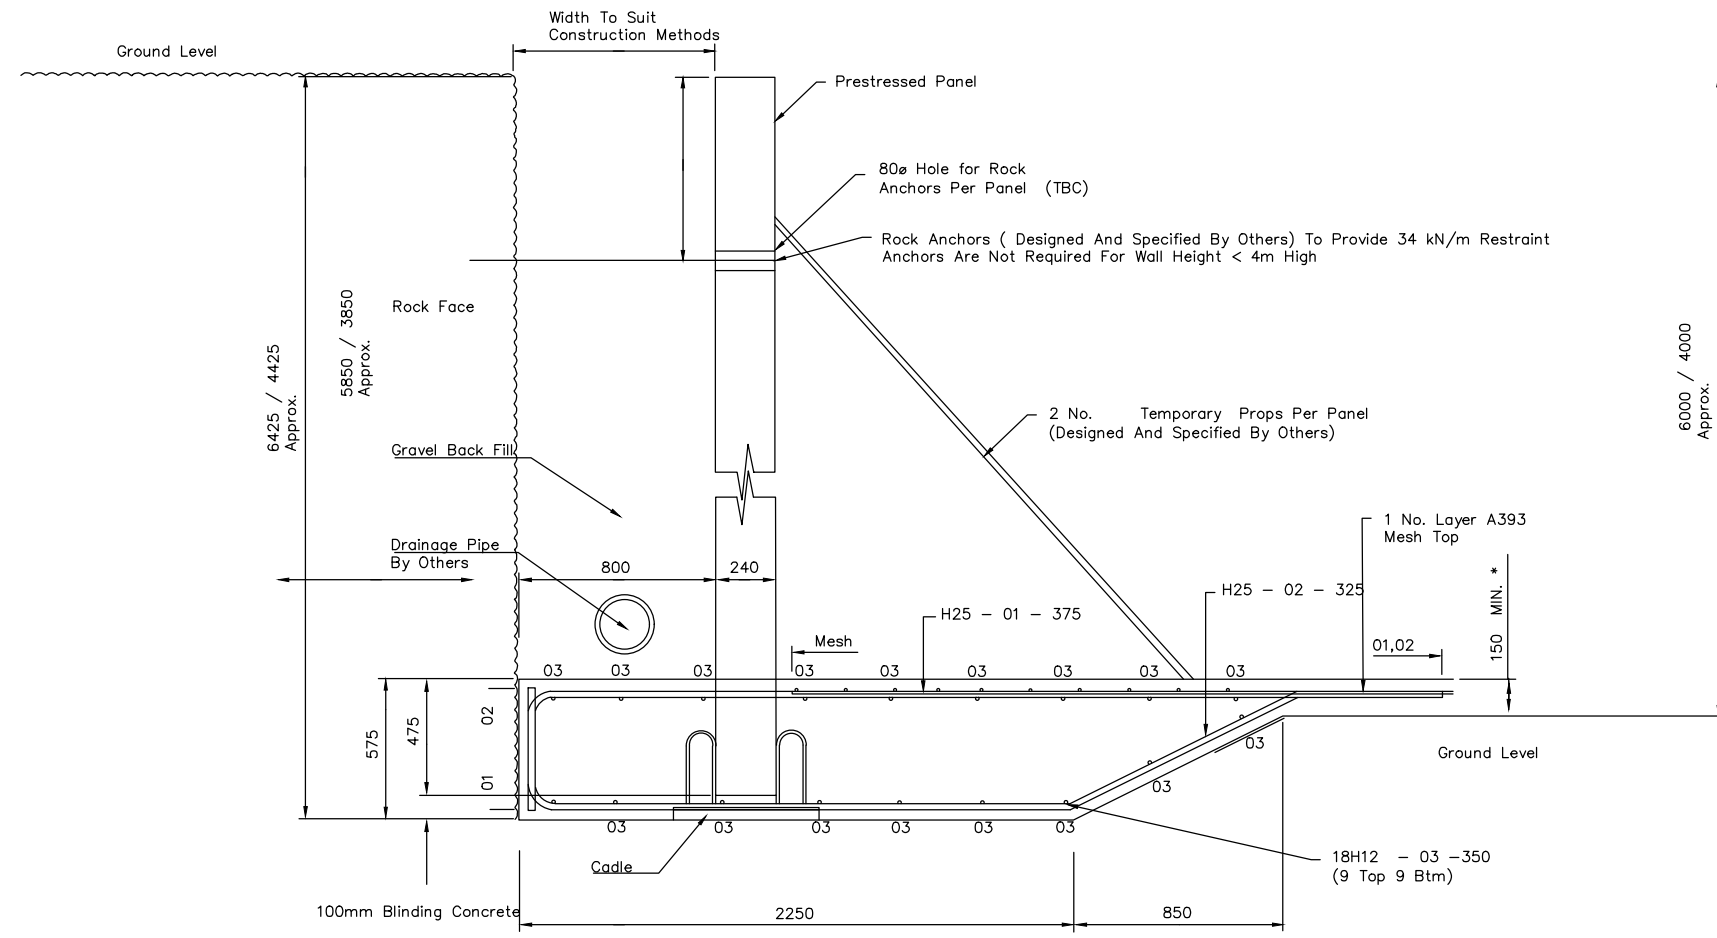 Width To Suit
Construction Methods
Ground Level
Prestressed Panel
80ø Hole for Rock
Anchors Per Panel (TBC)
Rock Anchors ( Designed And Specified By Others) To Provide 34 kN/m Restraint
Anchors Are Not Required For Wall Height < 4m High
Rock Face
5850 / 3850
Approx.
6425 / 4425
Approx.
6000 / 4000
Approx.
2 No. Temporary Props Per Panel
(Designed And Specified By Others)
Gravel Back Fill
1 No. Layer A393
Mesh Top
Drainage Pipe
By Others
800
240
150 MIN. *
H25 - 02 - 325
H25 - 01 - 375
Mesh
01,02
03 03 03 03 03 03 03 03 03
02
475
575
01
03
03
Ground Level
03 03 03 03 03 03
Cadle
18H12 - 03 -350
(9 Top 9 Btm)
100mm Blinding Concrete
2250
850